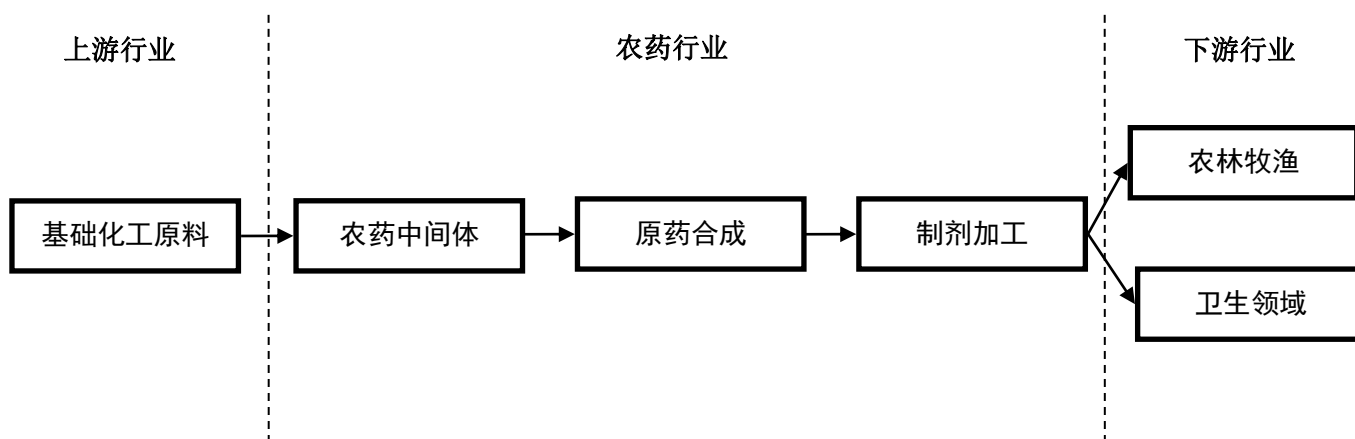 上游行业
农药行业
下游行业
基础化工原料
农药中间体
原药合成
制剂加工
农林牧渔
卫生领域